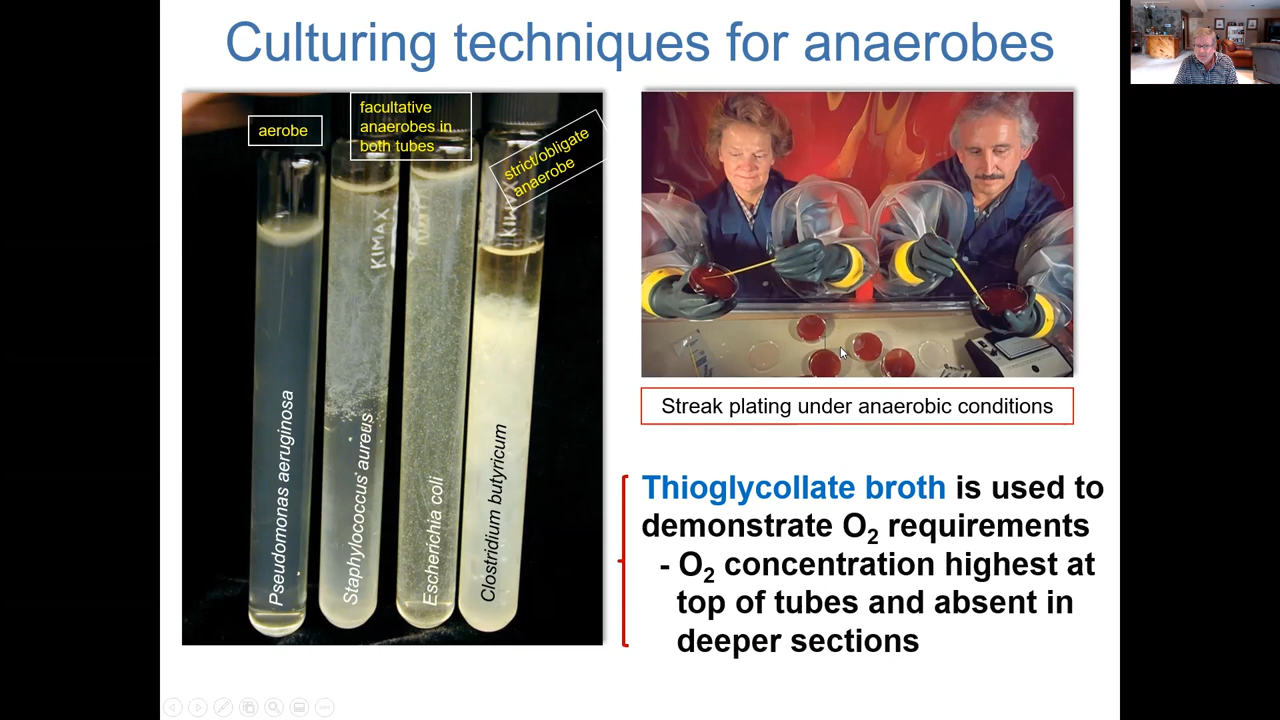 Culturing techniques for anaerobes
aerobe
facultative
anaerobes in
both tubes
strict/obligate
anaerobe
KIMAX
Pseudomonas aeruginosa
Staphylococcus aureus
Escherichia coli
Clostridium butyricum
Streak plating under anaerobic conditions
Thioglycollate broth is used to
demonstrate O₂ requirements
- O₂ concentration highest at
top of tubes and absent in
deeper sections